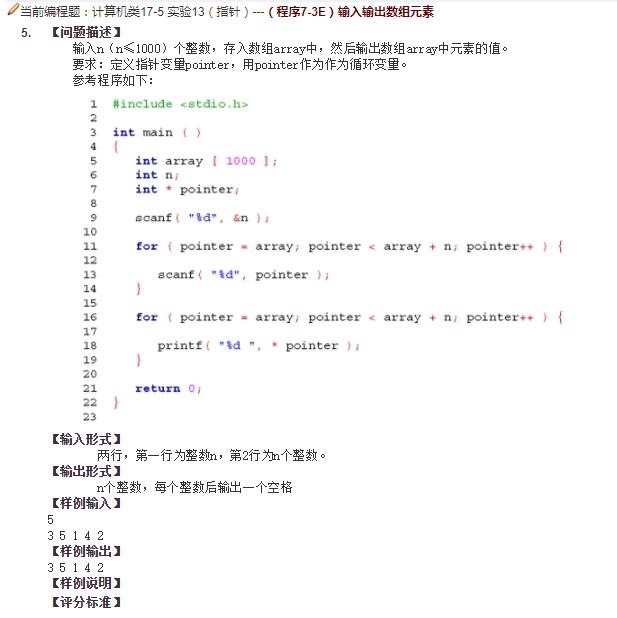 当前编程题：计算机类17-5 实验13（指针）---（程序7-3E）输入输出数组元素
5. 【问题描述】
输入n（n≤1000）个整数，存入数组array中，然后输出数组array中元素的值。
要求：定义指针变量pointer，用pointer作为作为循环变量。
参考程序如下：
1 #include <stdio.h>
2
3 int main ( )
4 {
5 int array [ 1000 ];
6 int n;
7 int * pointer;
8
9 scanf( "%d", &n );
10
11 for ( pointer = array; pointer < array + n; pointer++ ) {
12
13 scanf( "%d", pointer );
14 }
15
16 for ( pointer = array; pointer < array + n; pointer++ ) {
17
18 printf( "%d ", * pointer );
19 }
20
21 return 0;
22 }
23
【输入形式】
两行，第一行为整数n，第2行为n个整数。
【输出形式】
n个整数，每个整数后输出一个空格
【样例输入】
5
3 5 1 4 2
【样例输出】
3 5 1 4 2
【样例说明】
【评分标准】